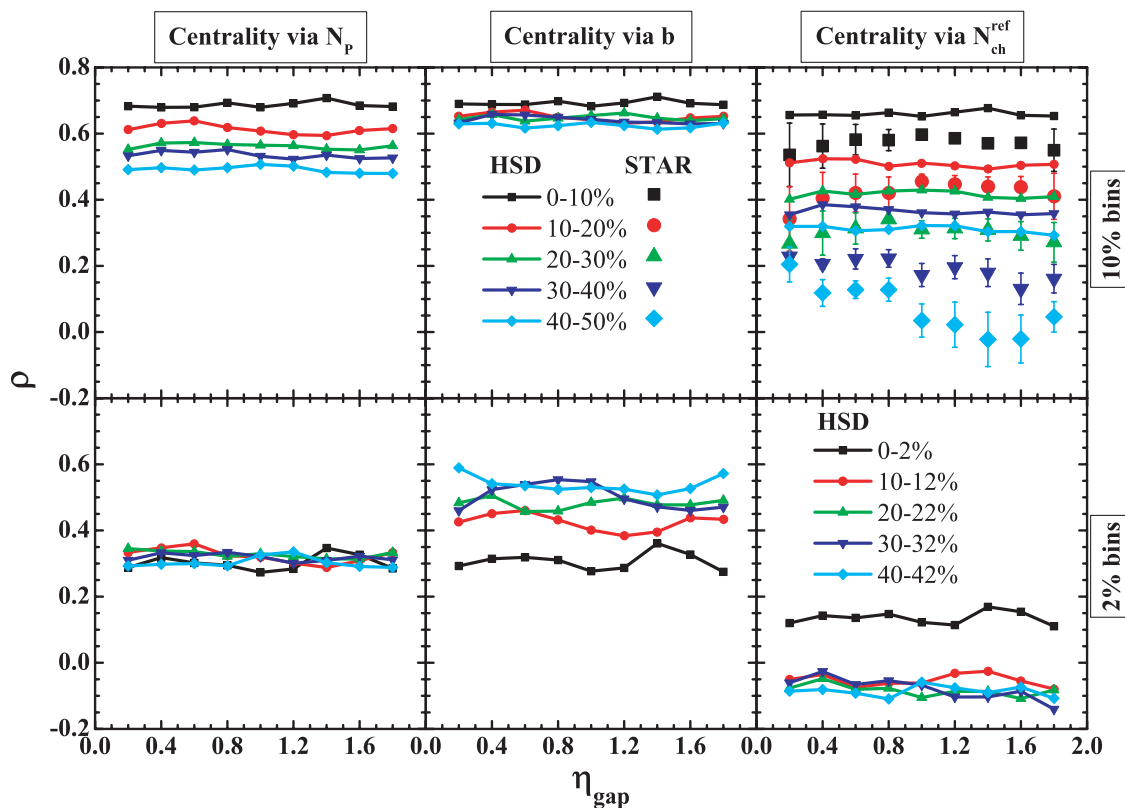 Centrality via N_P
Centrality via b
Centrality via N_ch^ref
0.8
0.6
0.4
0.2
0.0
-0.2
HSD STAR
0-10%
10-20%
20-30%
30-40%
40-50%
10% bins
ρ
0.6
0.4
0.2
0.0
-0.2
HSD
0-2%
10-12%
20-22%
30-32%
40-42%
2% bins
0.0 0.4 0.8 1.2 1.6 0.0 0.4 0.8 1.2 1.6 0.0 0.4 0.8 1.2 1.6 2.0
η_gap